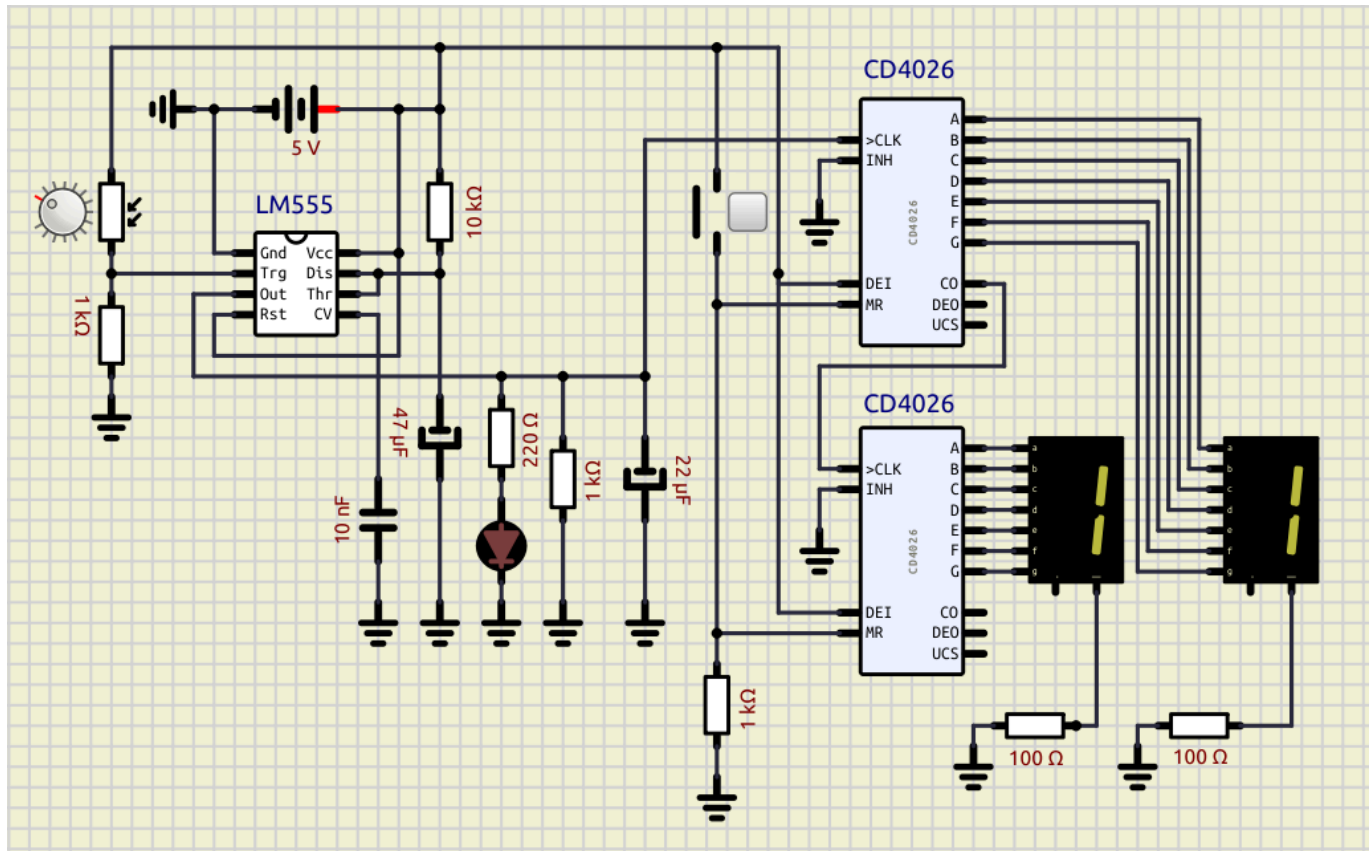 CD4026
A
>CLK
B
INH
C
D
E
F
G
CD4026
DEI
CO
MR
DEO
UCS
5 V
LM555
10 kΩ
Gnd
Vcc
Trg
Dis
Out
Thr
Rst
CV
1 kΩ
47 µF
220 Ω
1 kΩ
22 µF
10 nF
CD4026
A
B
>CLK
C
INH
D
E
F
G
CD4026
DEI
CO
MR
DEO
UCS
a
b
c
d
e
f
g
a
b
c
d
e
f
g
1 kΩ
100 Ω
100 Ω